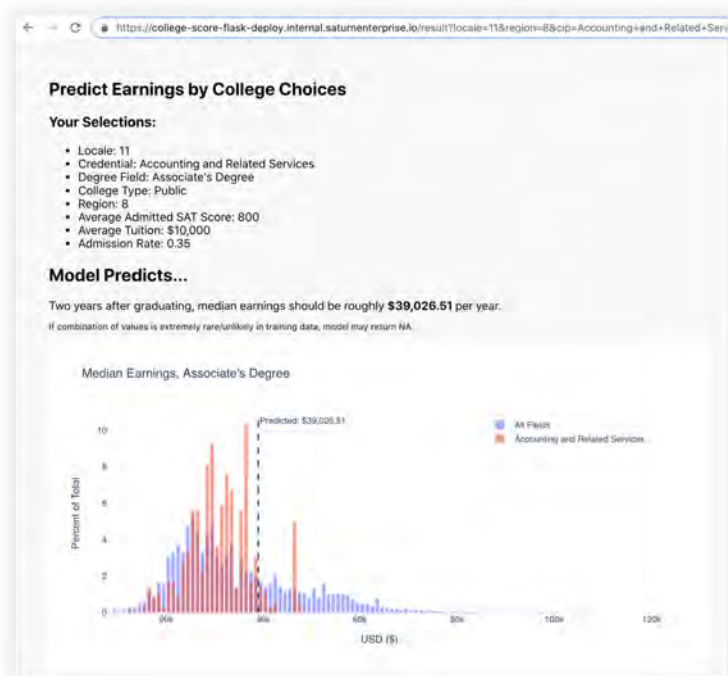 https://college-score-flask-deploy.internal.saturnenterprise.io/result?locale=11&region=8&cip=Accounting+and+Related+Serv
Predict Earnings by College Choices
Your Selections:
• Locale: 11
• Credential: Accounting and Related Services
• Degree Field: Associate's Degree
• College Type: Public
• Region: 8
• Average Admitted SAT Score: 800
• Average Tuition: $10,000
• Admission Rate: 0.35
Model Predicts...
Two years after graduating, median earnings should be roughly $39,026.51 per year.
If combination of values is extremely rare/unlikely in training data, model may return NA.
Median Earnings, Associate's Degree
Predicted: $39,026.51
All Fields
Accounting and Related Services
Percent of Total
10
8
6
4
2
0
20k 40k 60k 80k 100k 120k
USD ($)